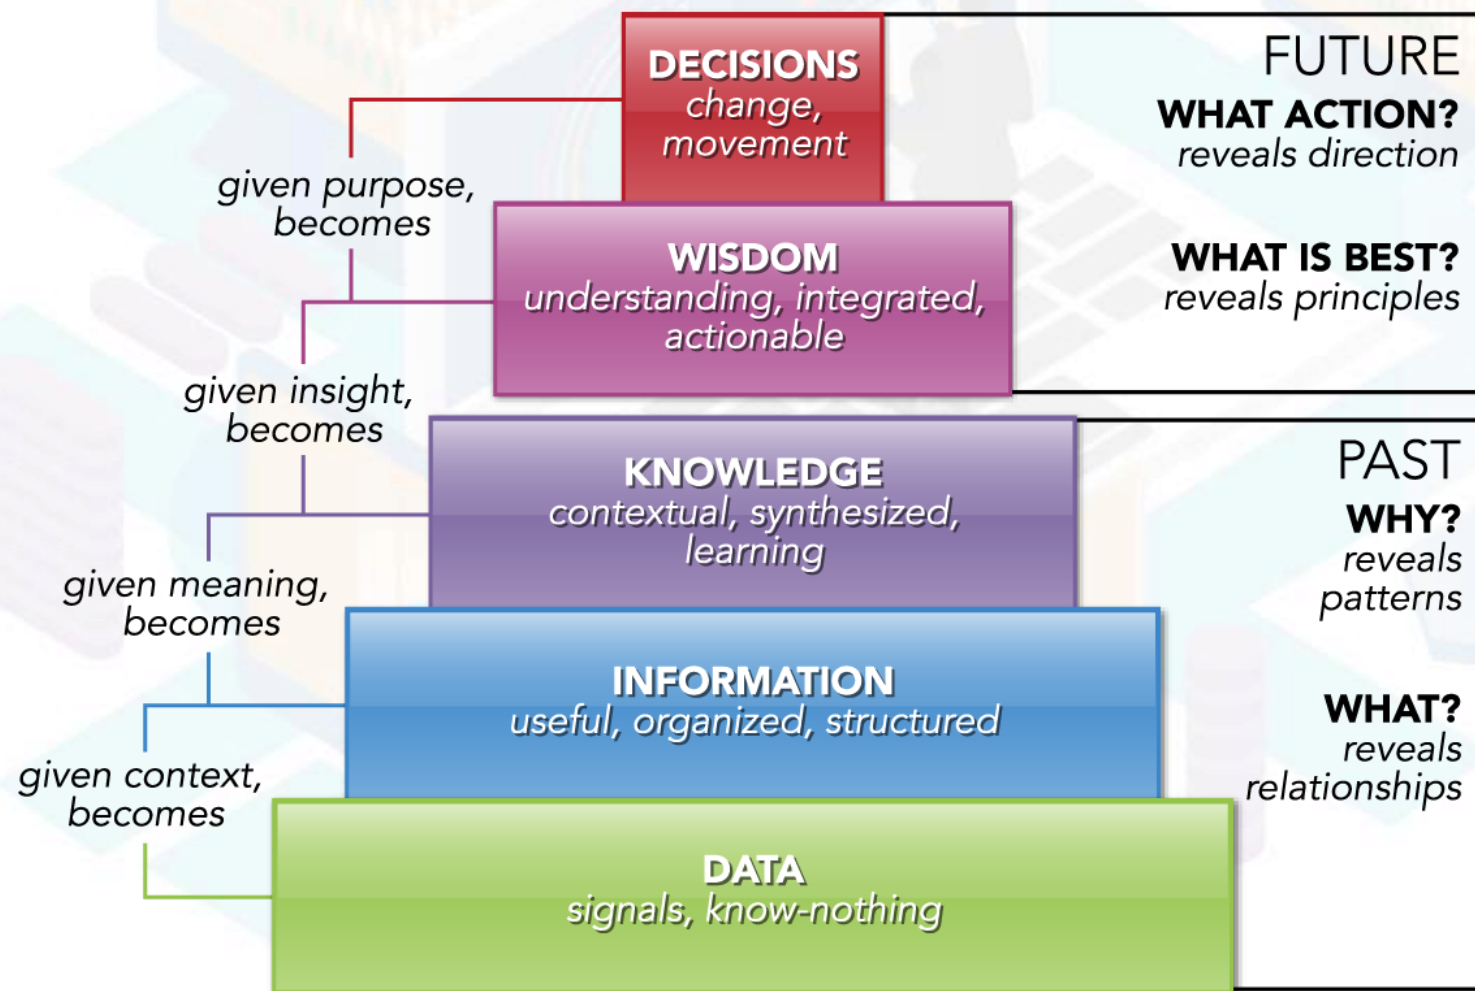 DECISIONS
change,
movement
WISDOM
understanding, integrated,
actionable
KNOWLEDGE
contextual, synthesized,
learning
INFORMATION
useful, organized, structured
DATA
signals, know-nothing
given purpose,
becomes
given insight,
becomes
given meaning,
becomes
given context,
becomes
FUTURE
WHAT ACTION?
reveals direction
WHAT IS BEST?
reveals principles
PAST
WHY?
reveals
patterns
WHAT?
reveals
relationships